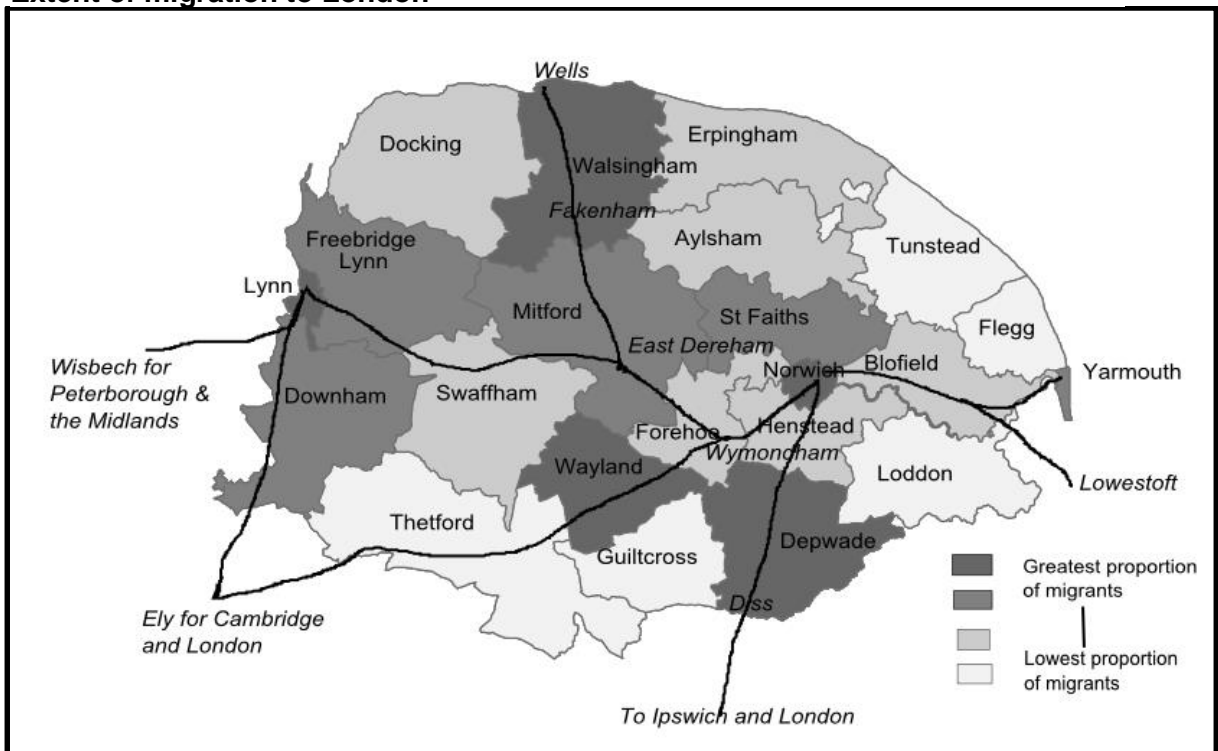 Extent of migration to London
Wells
Docking
Erpingham
Walsingham
Fakenham
Aylsham
Tunstead
Freebridge
Lynn
Lynn
Mitford
St Faiths
Flegg
East Dereham
Wisbech for
Peterborough &
the Midlands
Downham
Swaffham
Norwich
Blofield
Yarmouth
Forehoe
Henstead
Wymondham
Wayland
Loddon
Lowestoft
Thetford
Guiltcross
Depwade
Diss
Ely for Cambridge
and London
To Ipswich and London
Greatest proportion
of migrants
Lowest proportion
of migrants